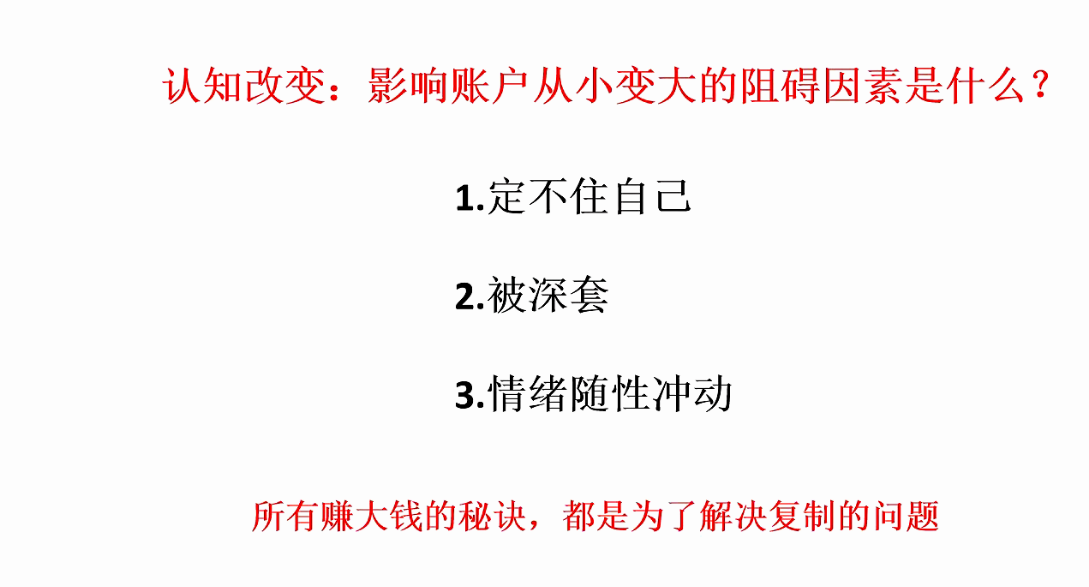 认知改变：影响账户从小变大的阻碍因素是什么？
1.定不住自己
2.被深套
3.情绪随性冲动
所有赚大钱的秘诀，都是为了解决复制的问题